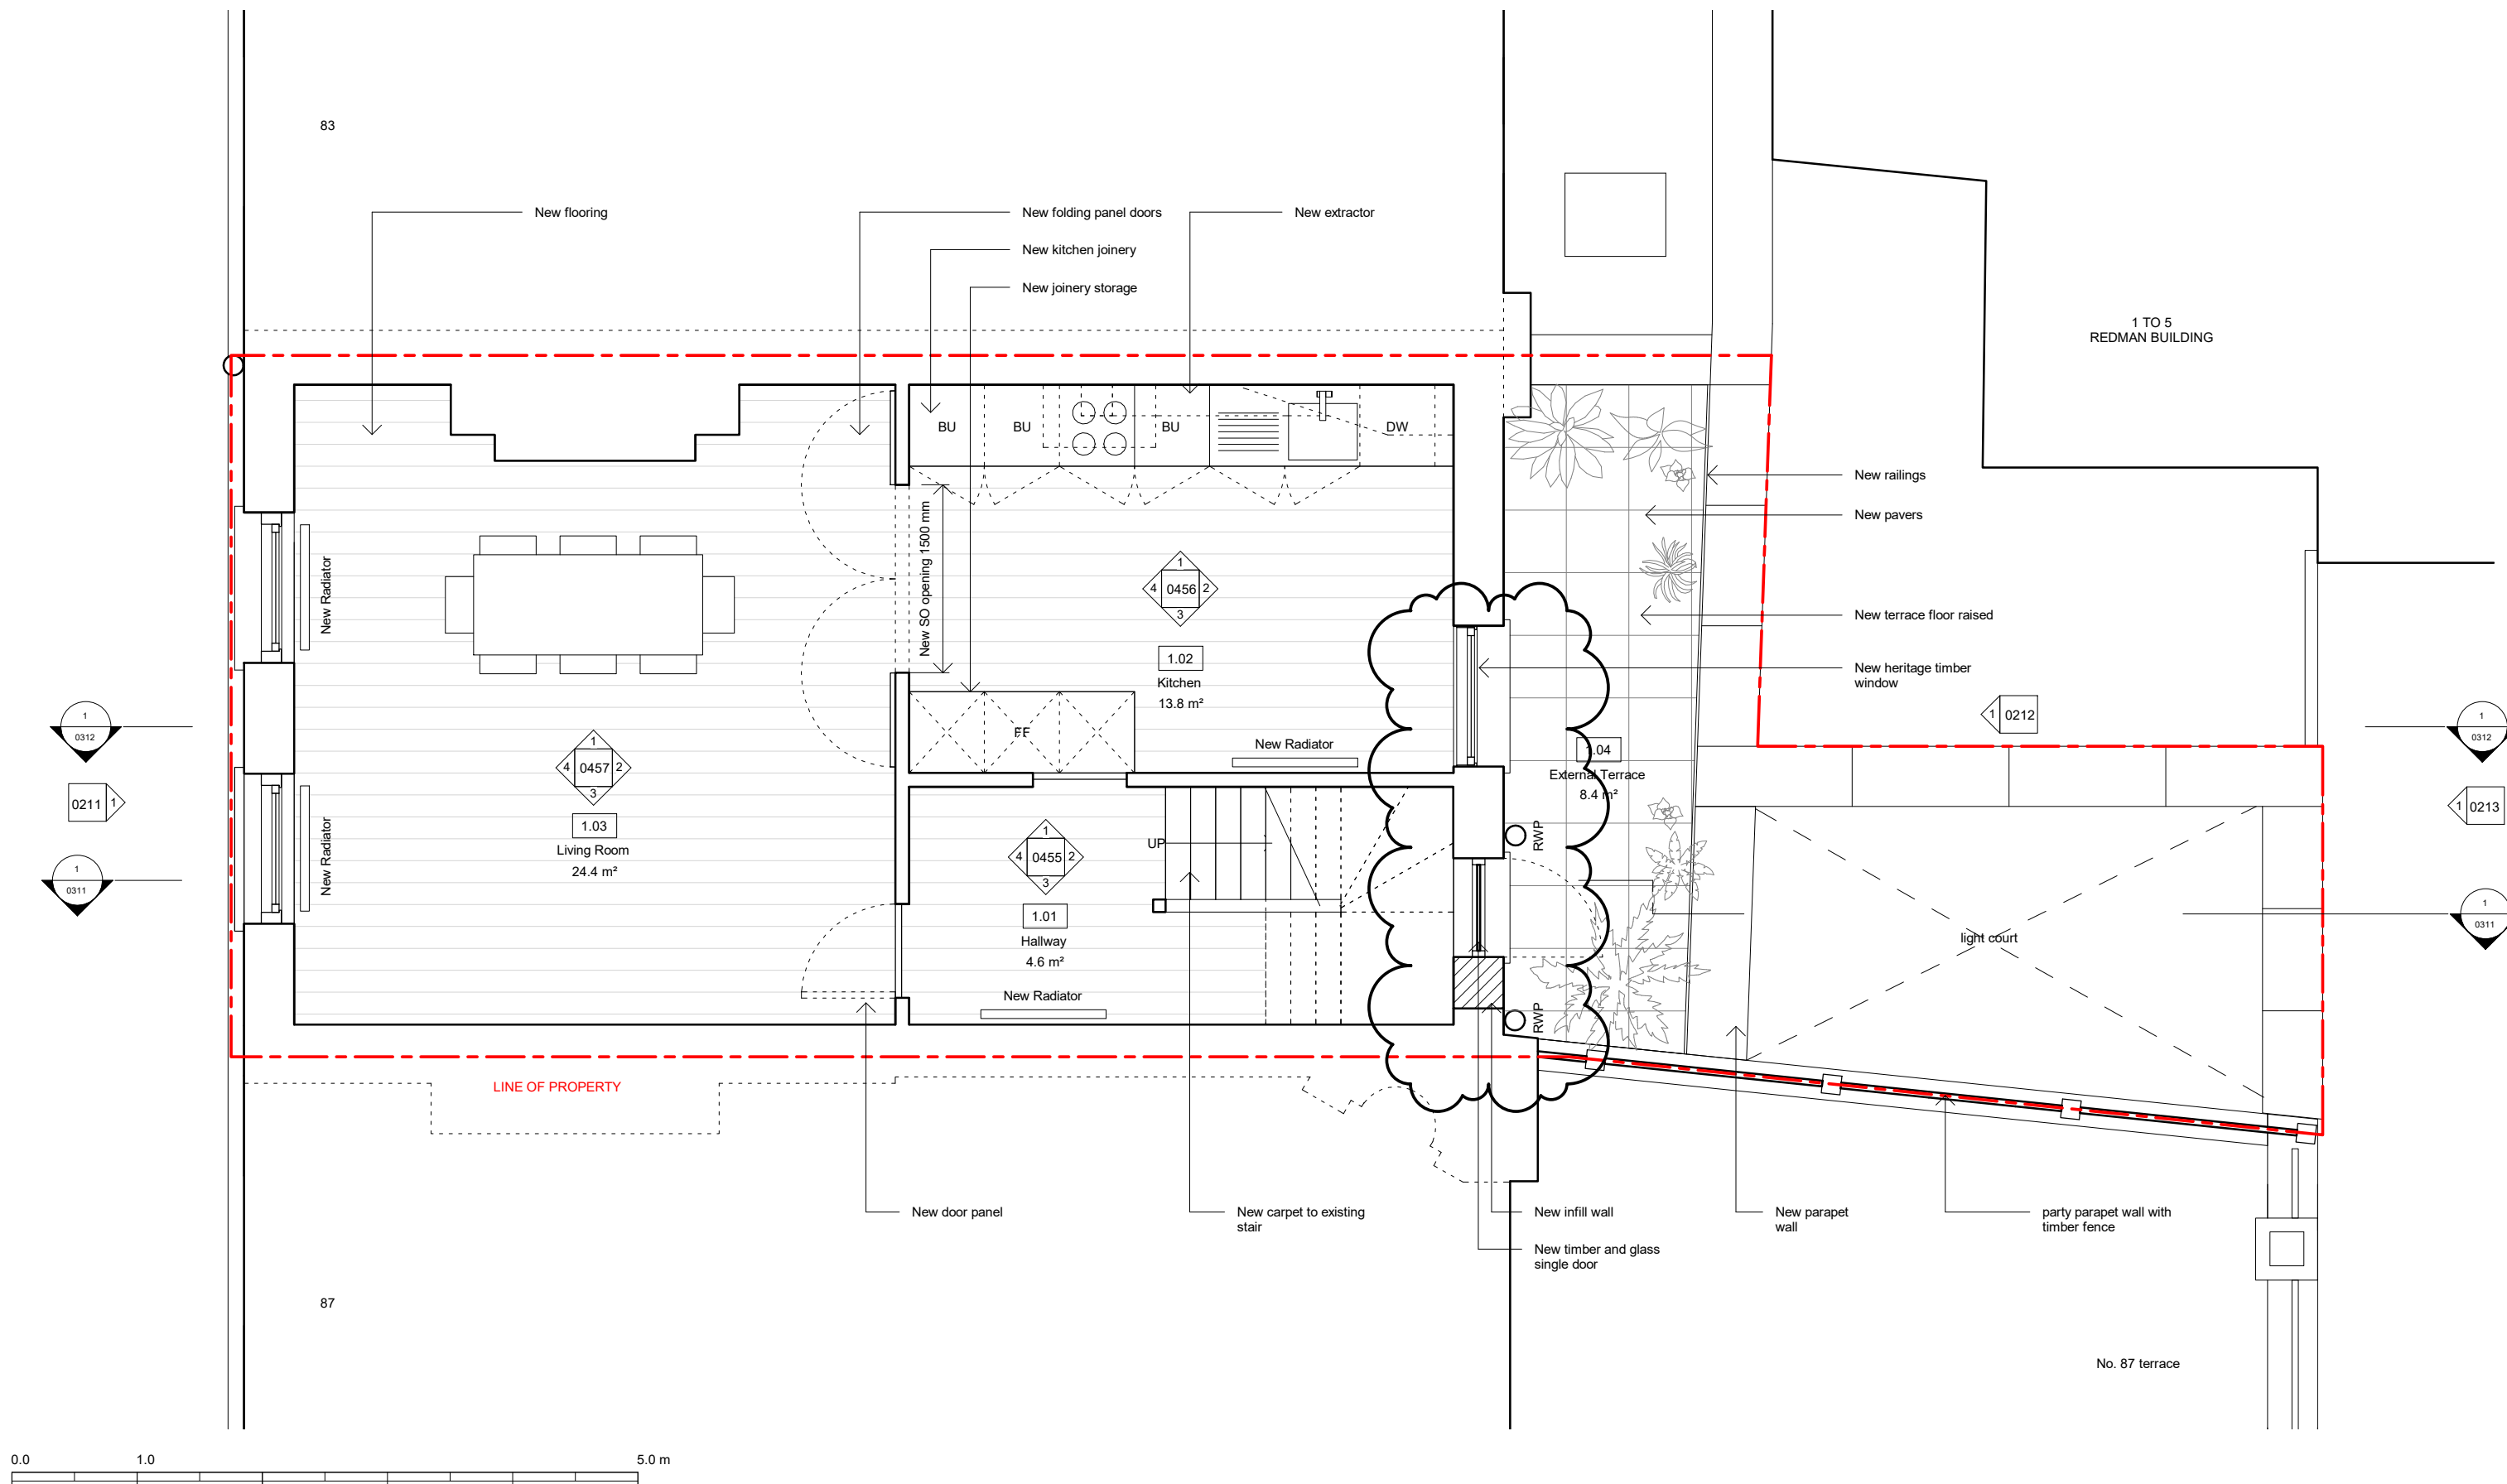 83
New flooring
New folding panel doors
New extractor
New kitchen joinery
New joinery storage
1 TO 5
REDMAN BUILDING
BU
BU
BU
DW
New railings
New pavers
New SO opening 1500 mm
New Radiator
1
4 0456 2
3
New terrace floor raised
1.02
Kitchen
13.8 m²
New heritage timber
window
1
0312
FF
New Radiator
1 0212
1
0312
1
4 0457 2
3
1.04
External Terrace
8.4 m²
0211 1
1 0213
1.03
Living Room
24.4 m²
New Radiator
UP
RWP
1
4 0455 2
3
1
0311
1
0311
1.01
Hallway
4.6 m²
light court
New Radiator
RWP
LINE OF PROPERTY
New door panel
New carpet to existing
stair
New infill wall
New parapet
wall
party parapet wall with
timber fence
New timber and glass
single door
87
No. 87 terrace
0.0 1.0 5.0 m